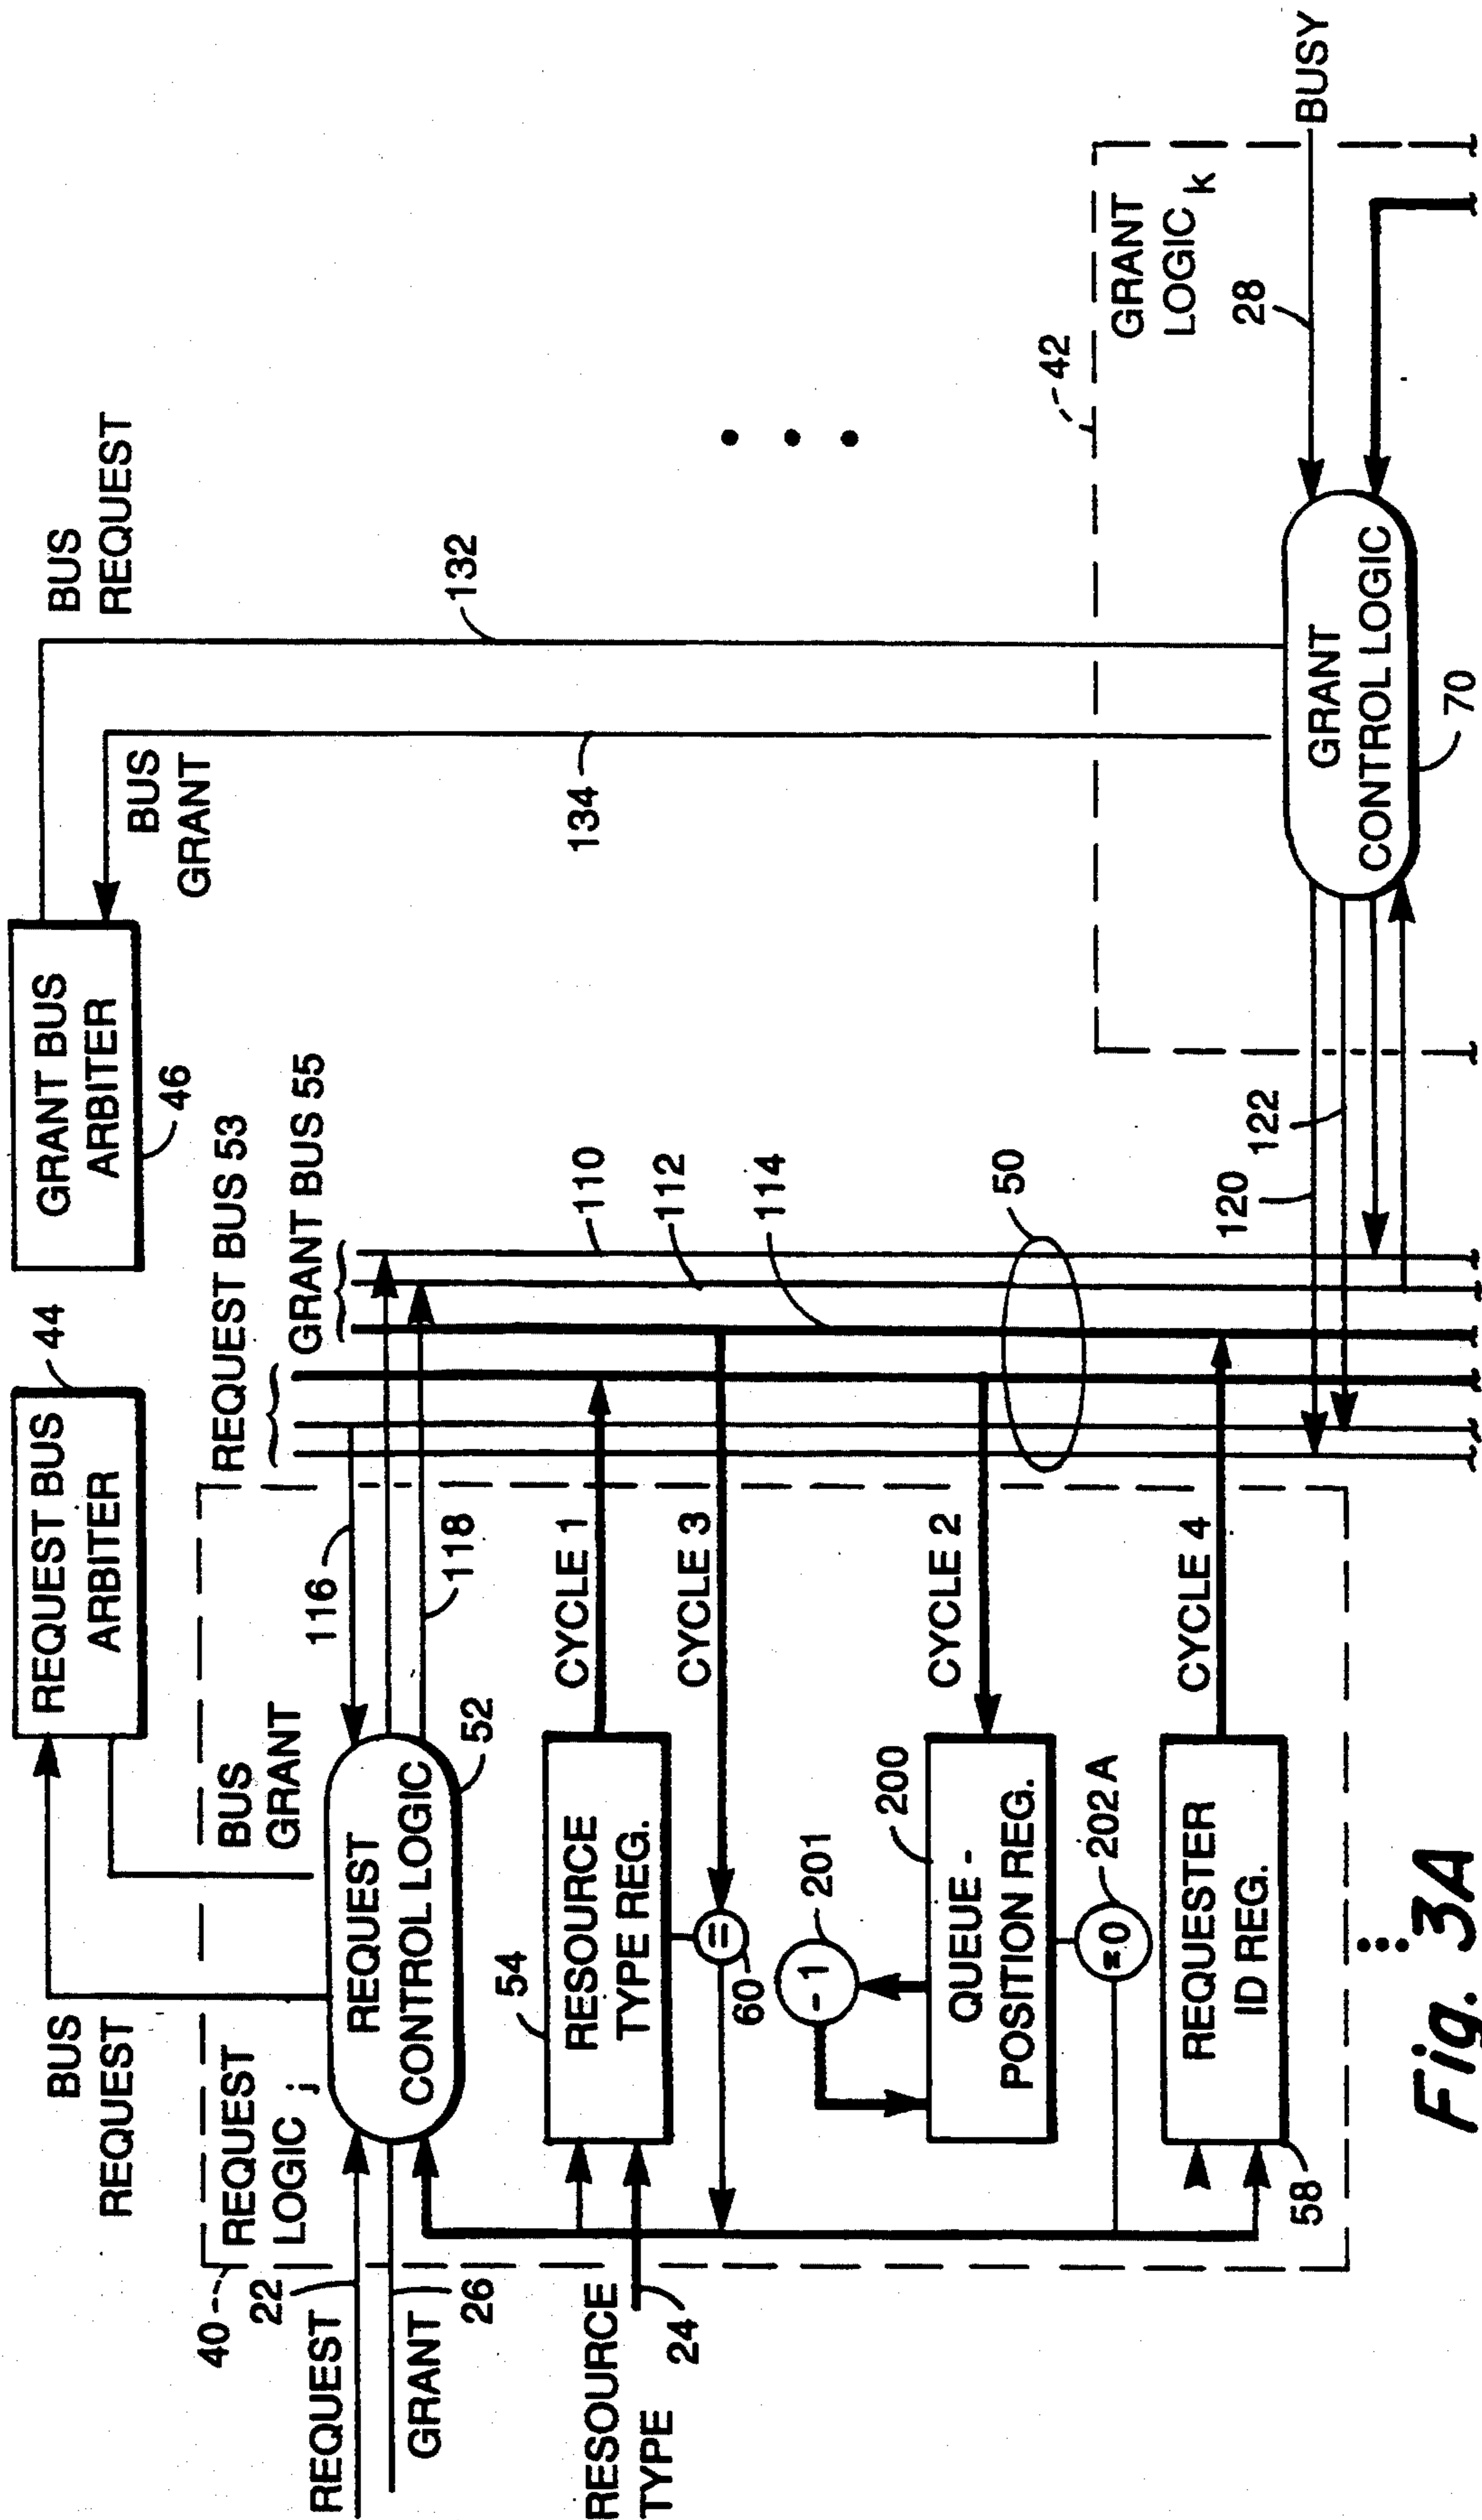 REQUEST BUS
ARBITER
44
GRANT BUS
ARBITER
46
BUS
REQUEST
BUS
GRANT
BUS
GRANT
BUS
REQUEST
REQUEST BUS 53
GRANT BUS 55
40
REQUEST
LOGIC j
REQUEST
22
GRANT
26
REQUEST
CONTROL LOGIC
52
116
118
110
112
114
132
134
RESOURCE
TYPE
24
54
RESOURCE
TYPE REG.
CYCLE 1
CYCLE 3
=
60
- 1
201
200
QUEUE -
POSITION REG.
CYCLE 2
50
202A
≥0
REQUESTER
ID REG.
58
CYCLE 4
120
122
42
GRANT
LOGIC k
28
BUSY
GRANT
CONTROL LOGIC
70
Fig. 3A